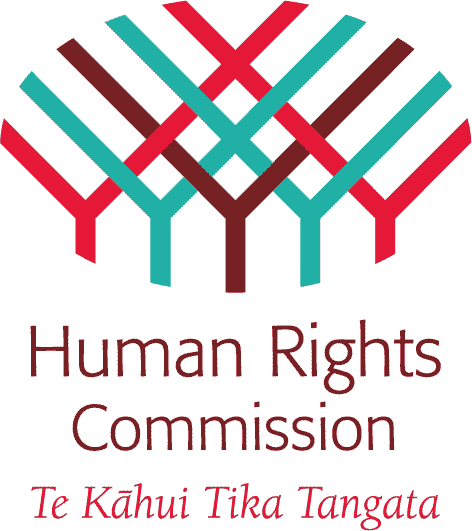 Human Rights
Commission
Te Kāhui Tika Tangata